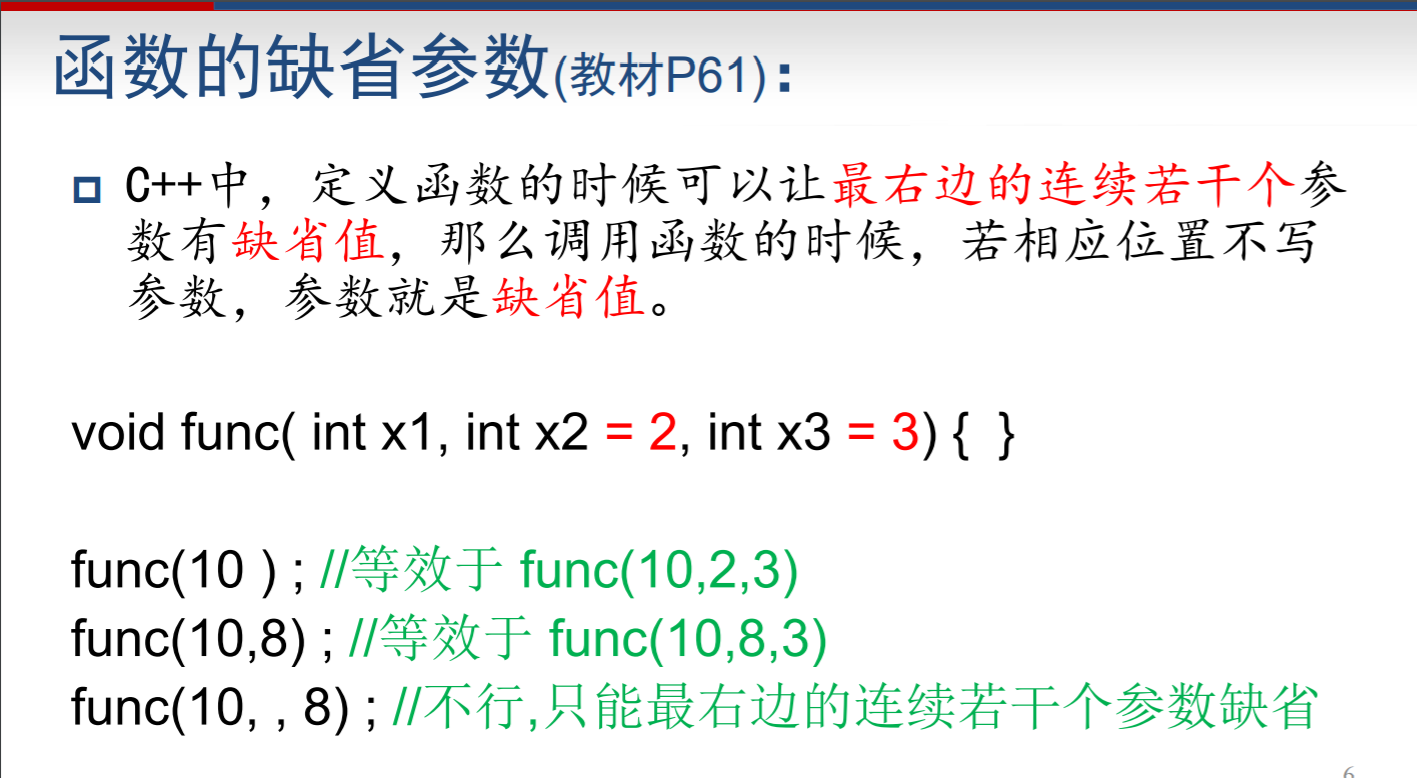 函数的缺省参数(教材P61)：
C++中，定义函数的时候可以让最右边的连续若干个参
数有缺省值，那么调用函数的时候，若相应位置不写
参数，参数就是缺省值。
void func( int x1, int x2 = 2, int x3 = 3) { }
func(10 ) ; //等效于 func(10,2,3)
func(10,8) ; //等效于 func(10,8,3)
func(10, , 8) ; //不行,只能最右边的连续若干个参数缺省
6